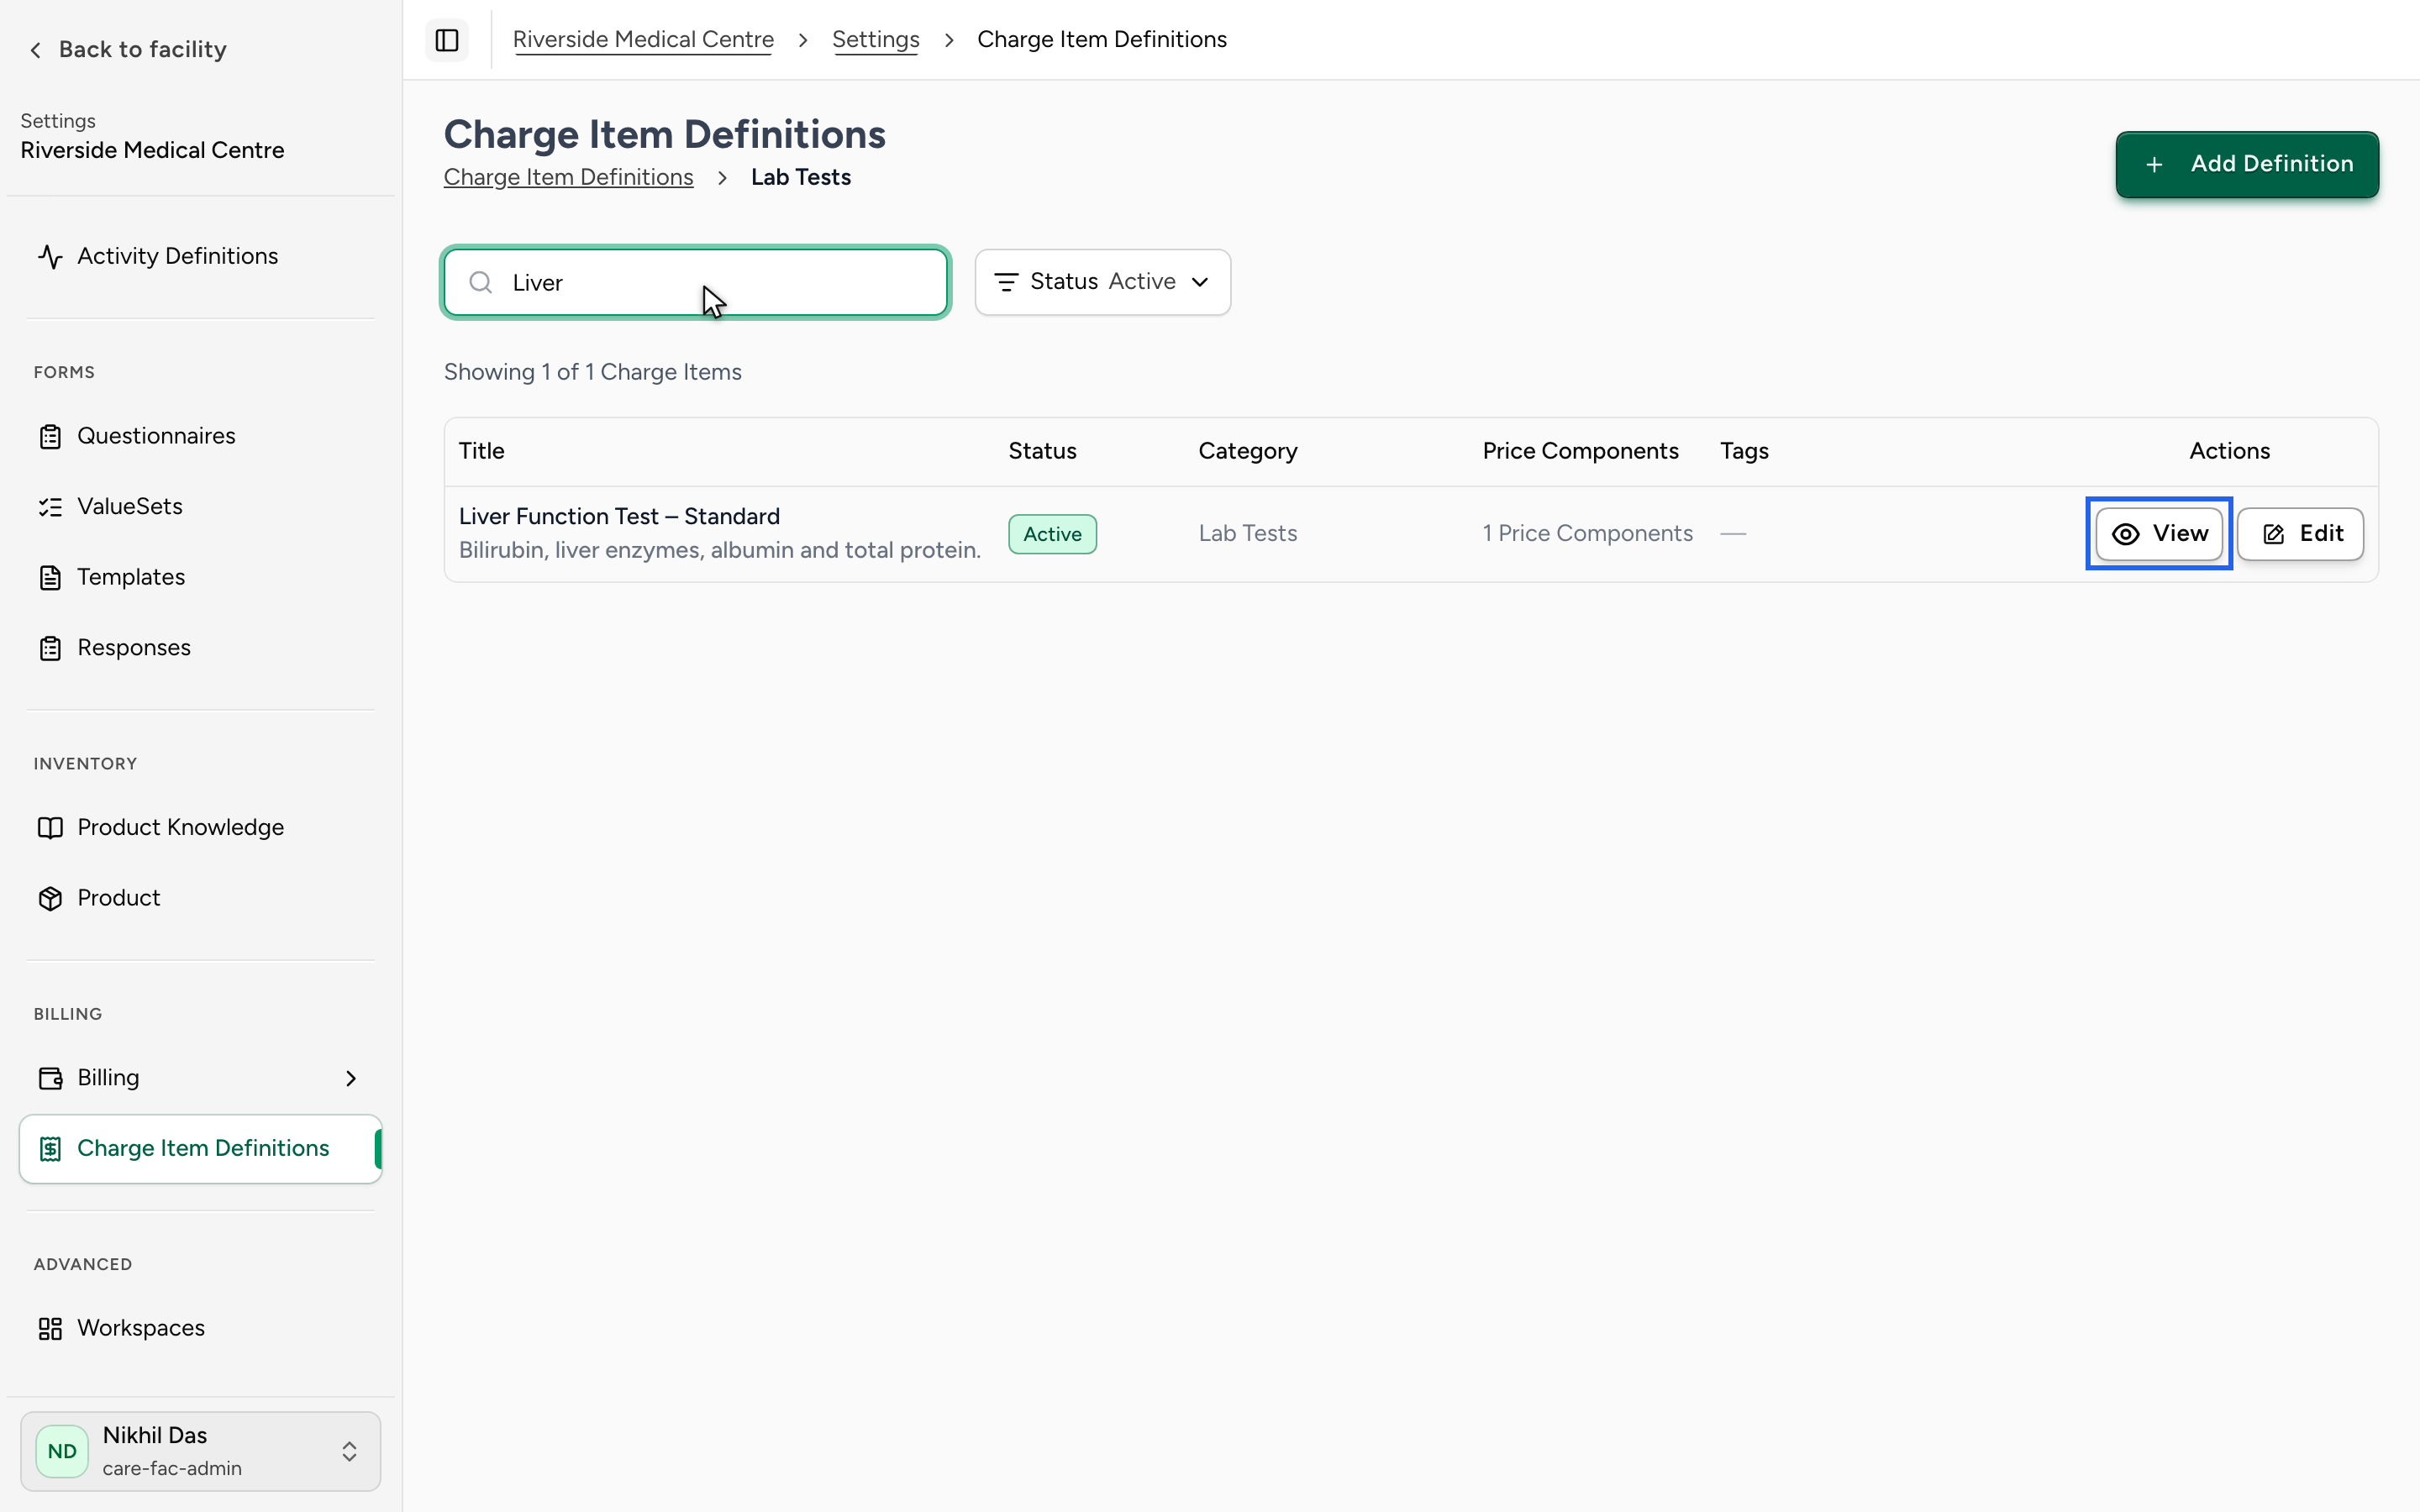 Back to facility
Settings
Riverside Medical Centre
Activity Definitions
FORMS
Questionnaires
ValueSets
Templates
Responses
INVENTORY
Product Knowledge
Product
BILLING
Billing
Charge Item Definitions
ADVANCED
Workspaces
ND
Nikhil Das
care-fac-admin
Riverside Medical Centre > Settings > Charge Item Definitions
Charge Item Definitions
Charge Item Definitions > Lab Tests
+ Add Definition
Liver
Status Active
Showing 1 of 1 Charge Items
Title Status Category Price Components Tags Actions
Liver Function Test – Standard
Bilirubin, liver enzymes, albumin and total protein.
Active Lab Tests 1 Price Components — View Edit